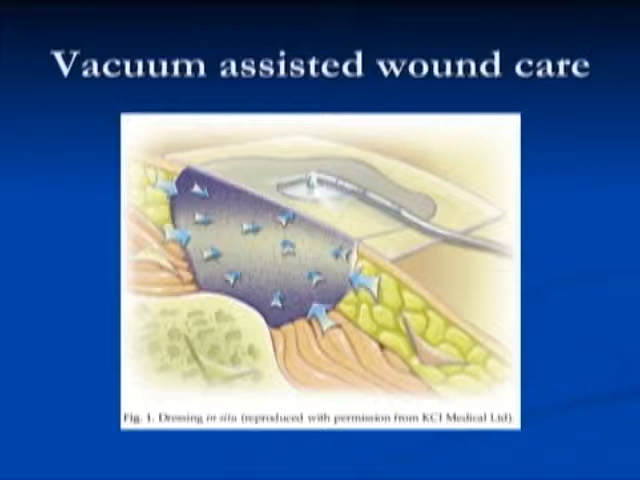 Vacuum assisted wound care
Fig. 1. Dressing in situ (reproduced with permission from KCI Medical Ltd)